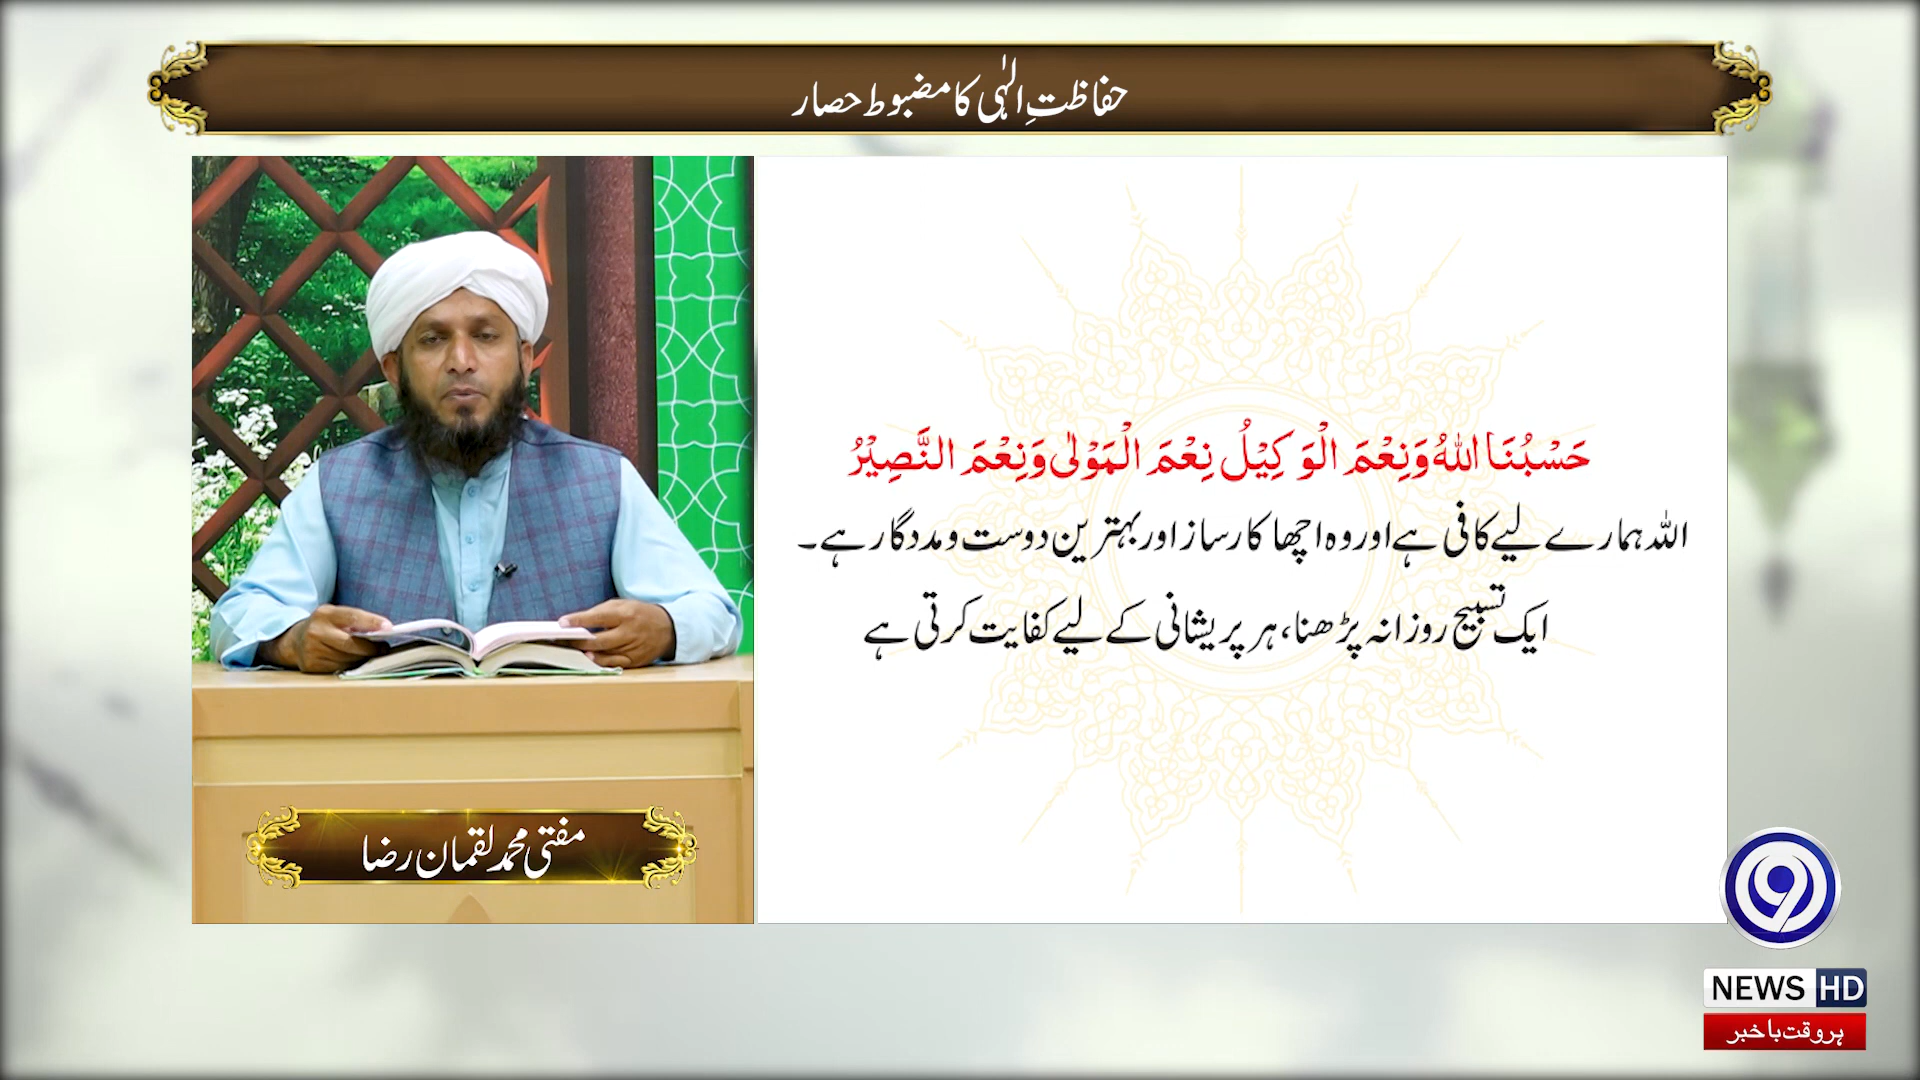 حفاظتِ الٰہی کا مضبوط حصار
حَسْبُنَا اللّٰهُ وَنِعْمَ الْوَكِيْلُ نِعْمَ الْمَوْلٰى وَنِعْمَ النَّصِيْرُ
اللہ ہمارے لیے کافی ہے اور وہ اچھا کارساز اور بہترین دوست و مددگار ہے۔
ایک تسبیح روزانہ پڑھنا، ہر پریشانی کے لیے کفایت کرتی ہے
مفتی محمد لقمان رضا
9
NEWS HD
ہر وقت باخبر